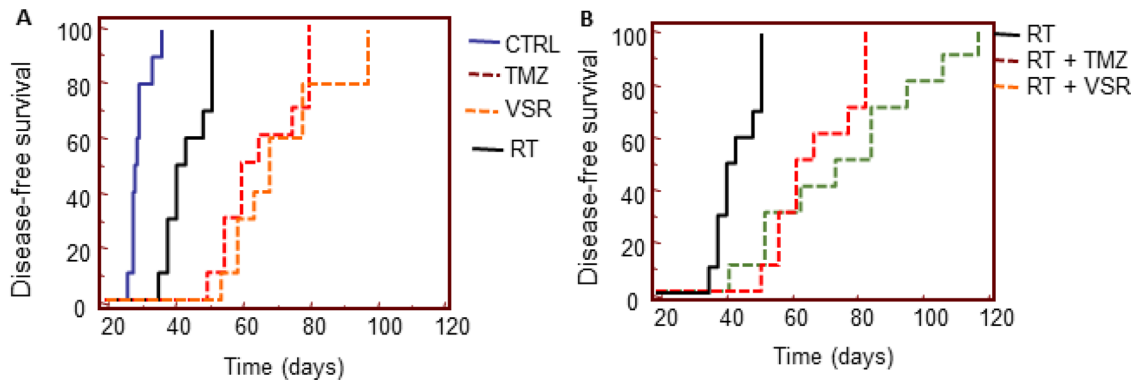 A
Disease-free survival
100
80
60
40
20
0
20 40 60 80 100 120
Time (days)
CTRL
TMZ
VSR
RT
B
Disease-free survival
100
80
60
40
20
0
20 40 60 80 100 120
Time (days)
RT
RT + TMZ
RT + VSR